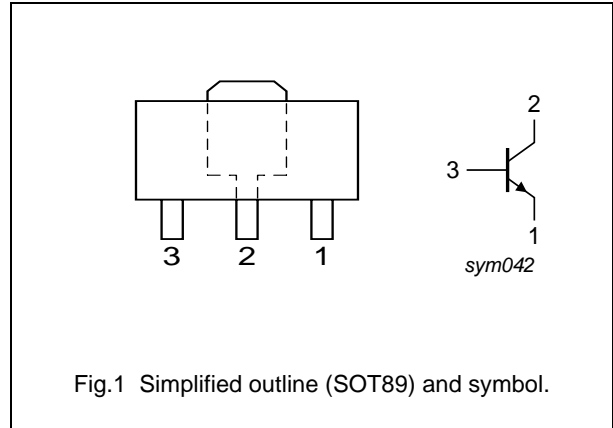 2
3
1
3 2 1
sym042
Fig.1 Simplified outline (SOT89) and symbol.